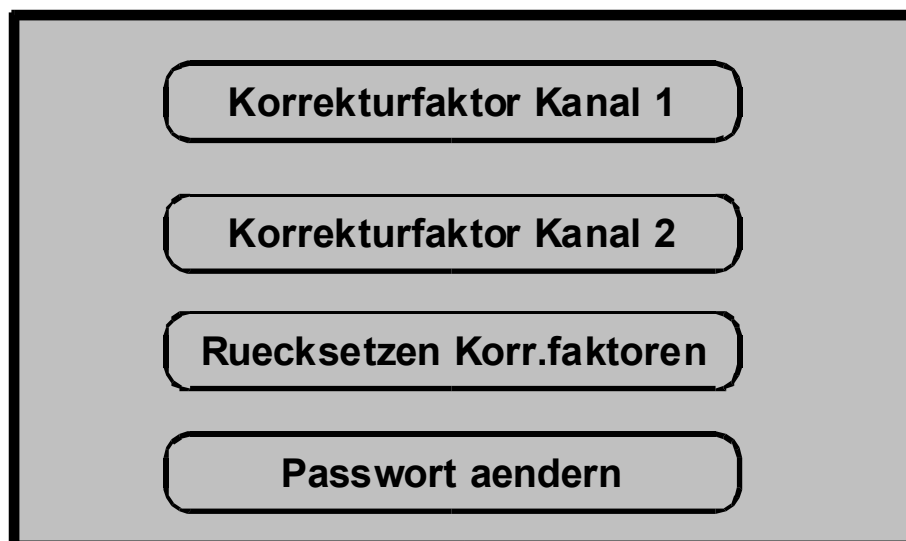 Korrekturfaktor Kanal 1
Korrekturfaktor Kanal 2
Ruecksetzen Korr.faktoren
Passwort aendern